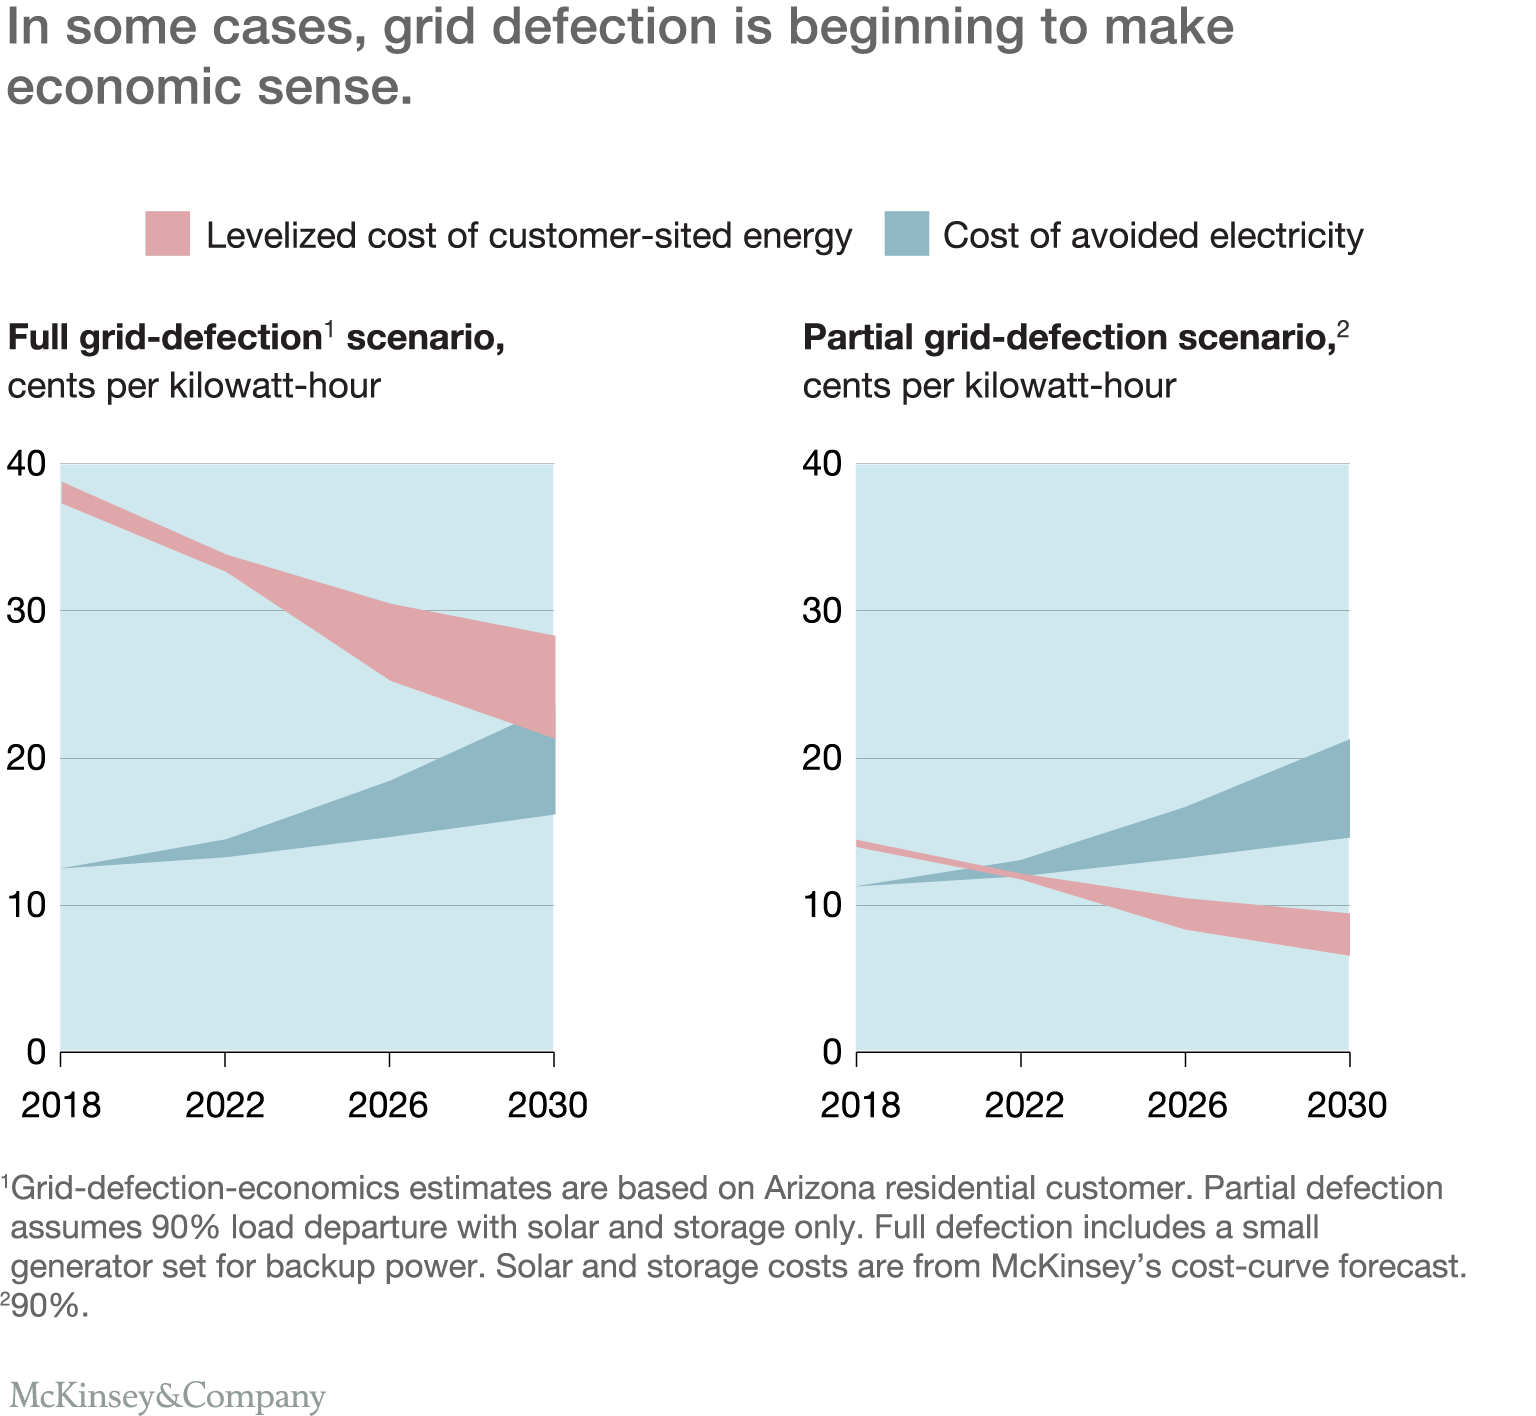 In some cases, grid defection is beginning to make
economic sense.
Levelized cost of customer-sited energy
Cost of avoided electricity
Full grid-defection¹ scenario,
cents per kilowatt-hour
40
30
20
10
0
2018
2022
2026
2030
Partial grid-defection scenario,²
cents per kilowatt-hour
40
30
20
10
0
2018
2022
2026
2030
¹Grid-defection-economics estimates are based on Arizona residential customer. Partial defection
assumes 90% load departure with solar and storage only. Full defection includes a small
generator set for backup power. Solar and storage costs are from McKinsey’s cost-curve forecast.
²90%.
McKinsey&Company